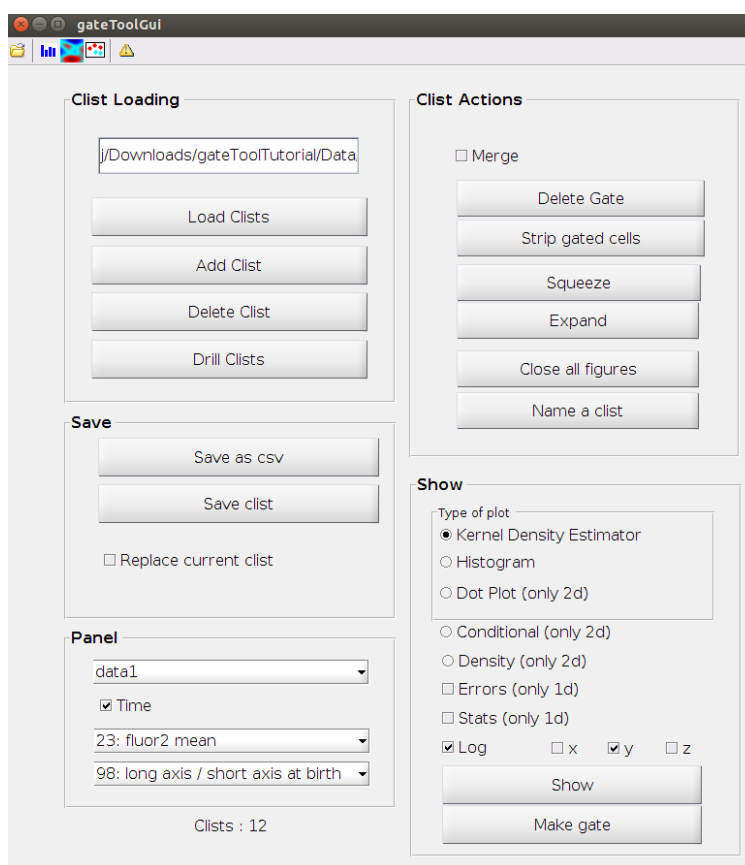 gateToolGui
Clist Loading
j/Downloads/gateToolTutorial/Data
Load Clists
Add Clist
Delete Clist
Drill Clists
Save
Save as csv
Save clist
Replace current clist
Panel
data1
Time
23: fluor2 mean
98: long axis / short axis at birth
Clists : 12
Clist Actions
Merge
Delete Gate
Strip gated cells
Squeeze
Expand
Close all figures
Name a clist
Show
Type of plot
Kernel Density Estimator
Histogram
Dot Plot (only 2d)
Conditional (only 2d)
Density (only 2d)
Errors (only 1d)
Stats (only 1d)
Log x y z
Show
Make gate